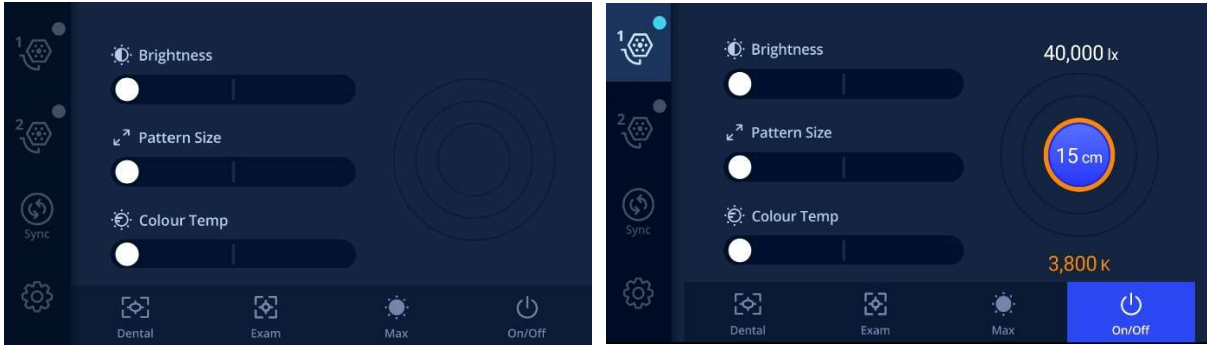 1
Brightness
2
Pattern Size
Sync
Colour Temp
Dental Exam Max On/Off
1
Brightness
40,000 lx
2
Pattern Size
15 cm
Sync
Colour Temp
3,800 K
Dental Exam Max On/Off